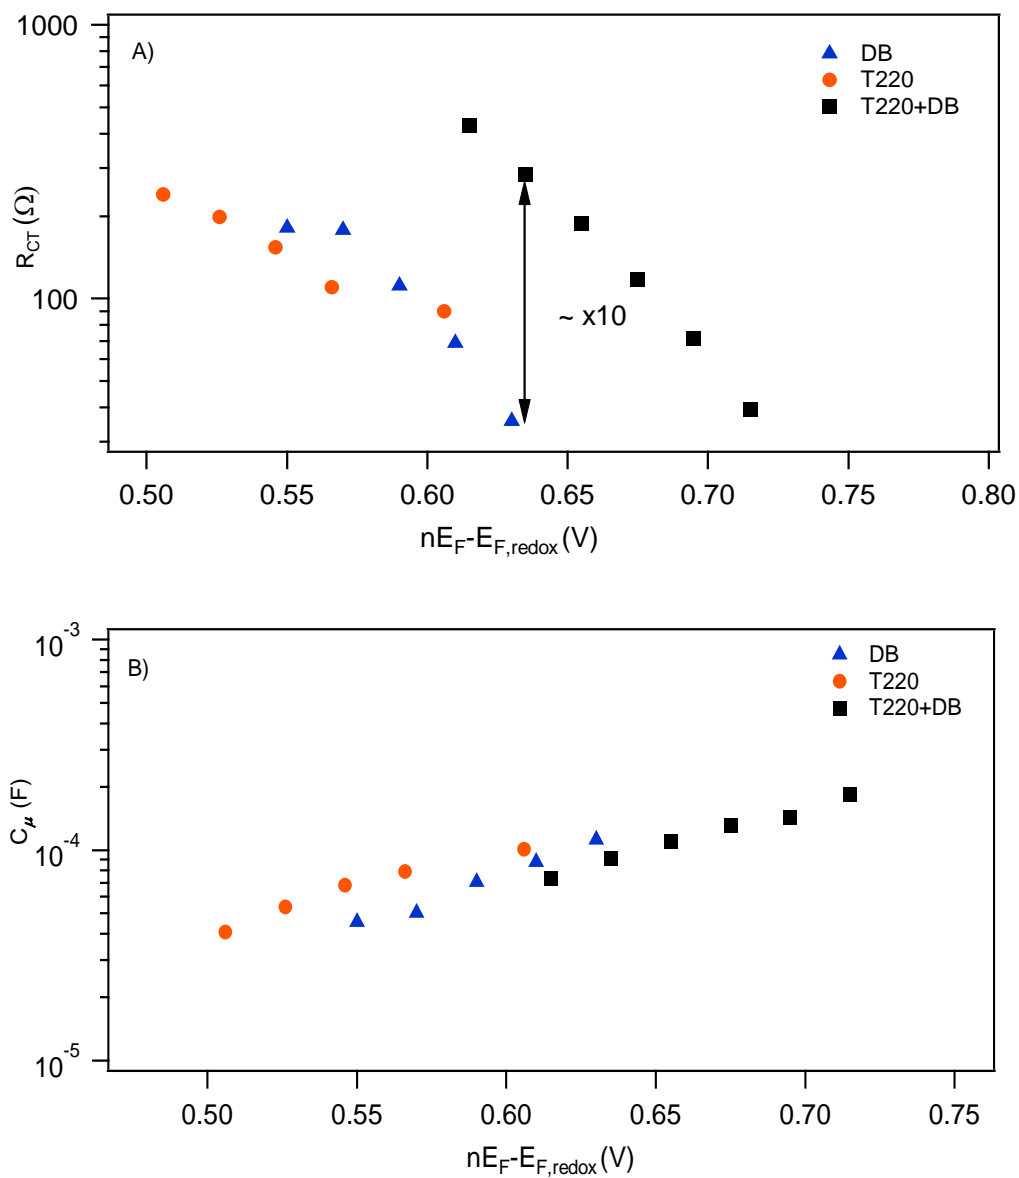 1000
A)
DB
T220
T220+DB
R_CT (Ω)
100
~ x10
0.50 0.55 0.60 0.65 0.70 0.75 0.80
nE_F-E_F,redox (V)
10^-3
B)
DB
T220
T220+DB
C_μ (F)
10^-4
10^-5
0.50 0.55 0.60 0.65 0.70 0.75
nE_F-E_F,redox (V)